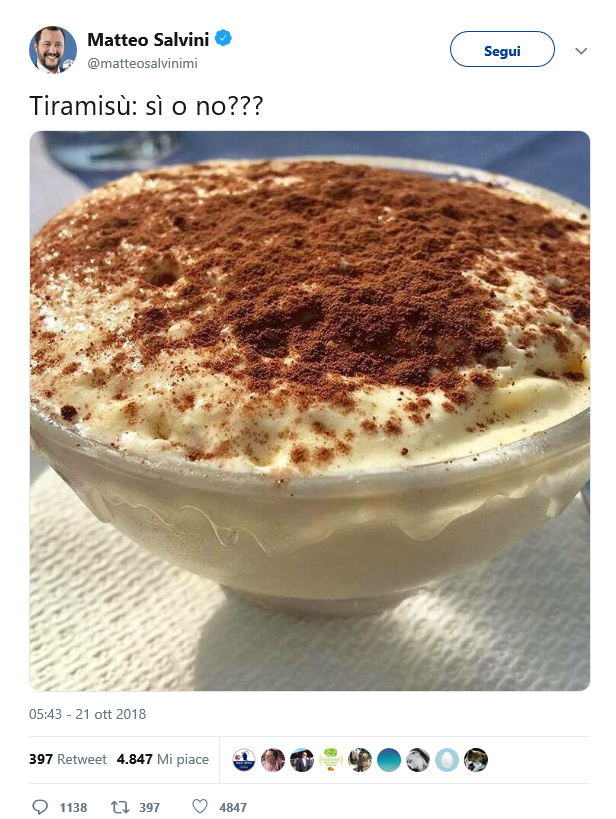 Matteo Salvini
@matteosalvinimi
Segui
Tiramisù: sì o no???
05:43 - 21 ott 2018
397 Retweet 4.847 Mi piace
1138 397 4847